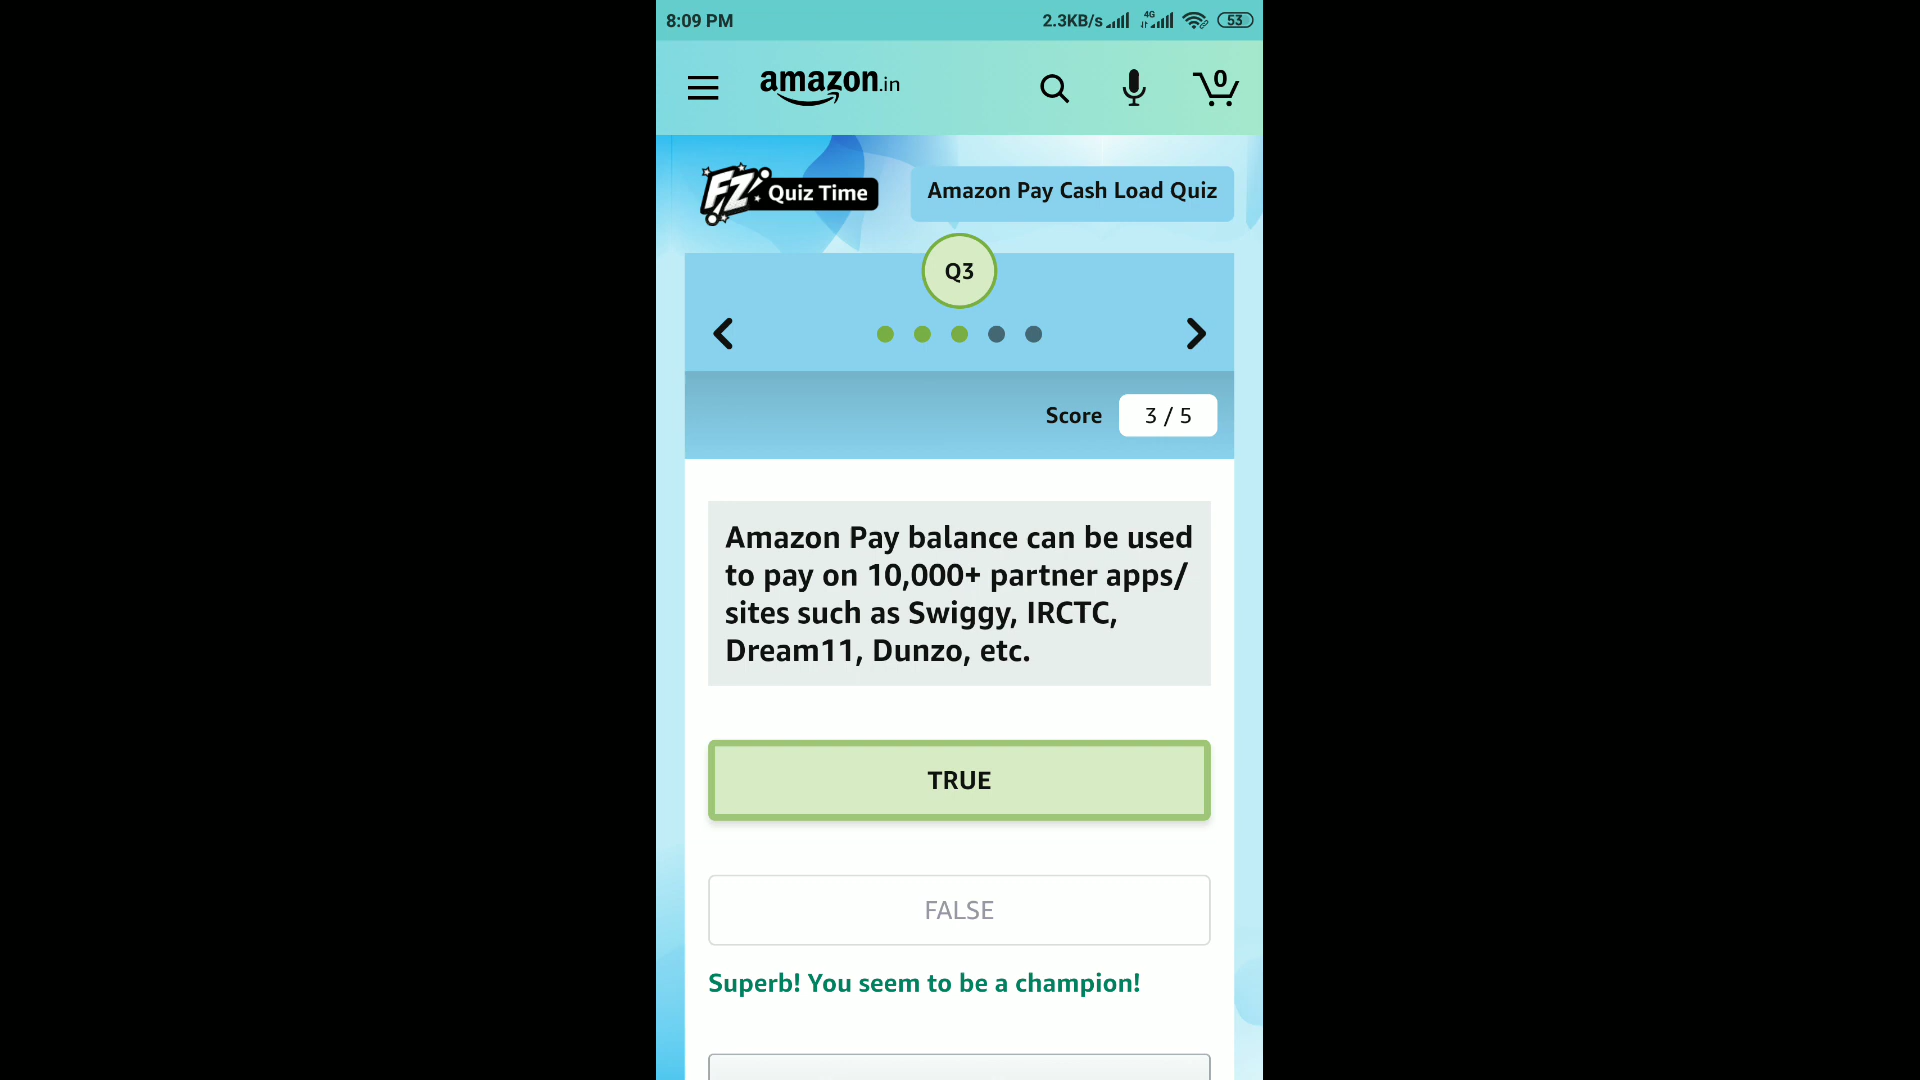 8:09 PM
2.3KB/s 4G 53
amazon.in
0
FZ Quiz Time
Amazon Pay Cash Load Quiz
Q3
Score 3 / 5
Amazon Pay balance can be used
to pay on 10,000+ partner apps/
sites such as Swiggy, IRCTC,
Dream11, Dunzo, etc.
TRUE
FALSE
Superb! You seem to be a champion!